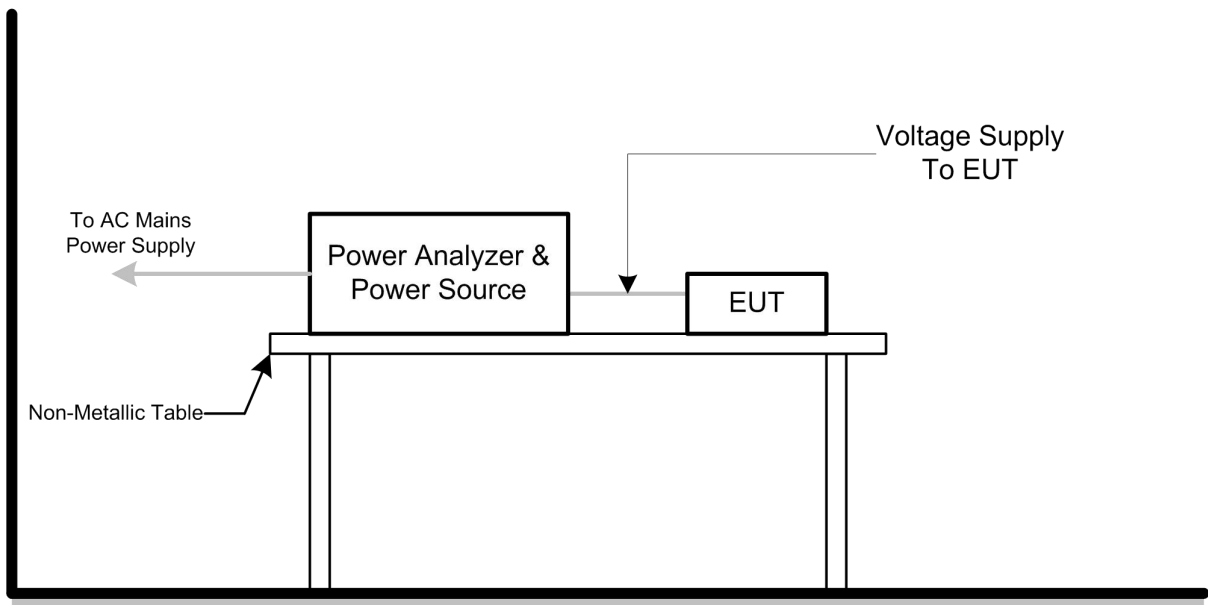 Voltage Supply
To EUT
To AC Mains
Power Supply
Power Analyzer &
Power Source
EUT
Non-Metallic Table